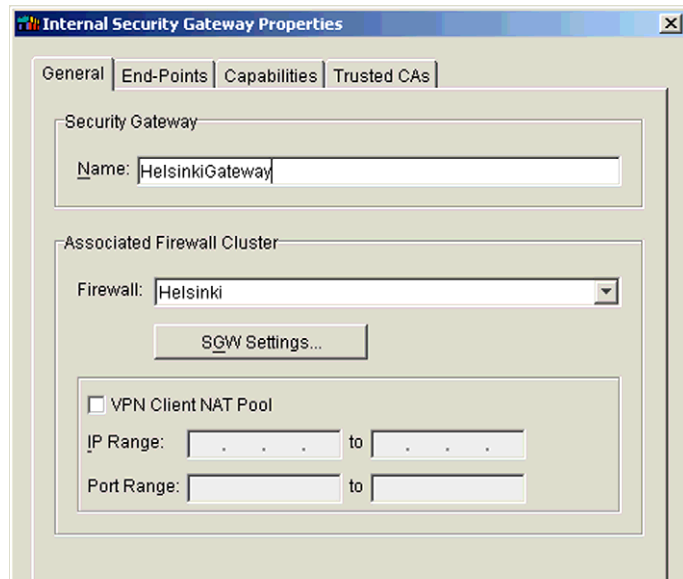 Internal Security Gateway Properties
General End-Points Capabilities Trusted CAs
Security Gateway
Name: HelsinkiGateway
Associated Firewall Cluster
Firewall: Helsinki
SGW Settings...
VPN Client NAT Pool
IP Range: . . . to . . .
Port Range: to